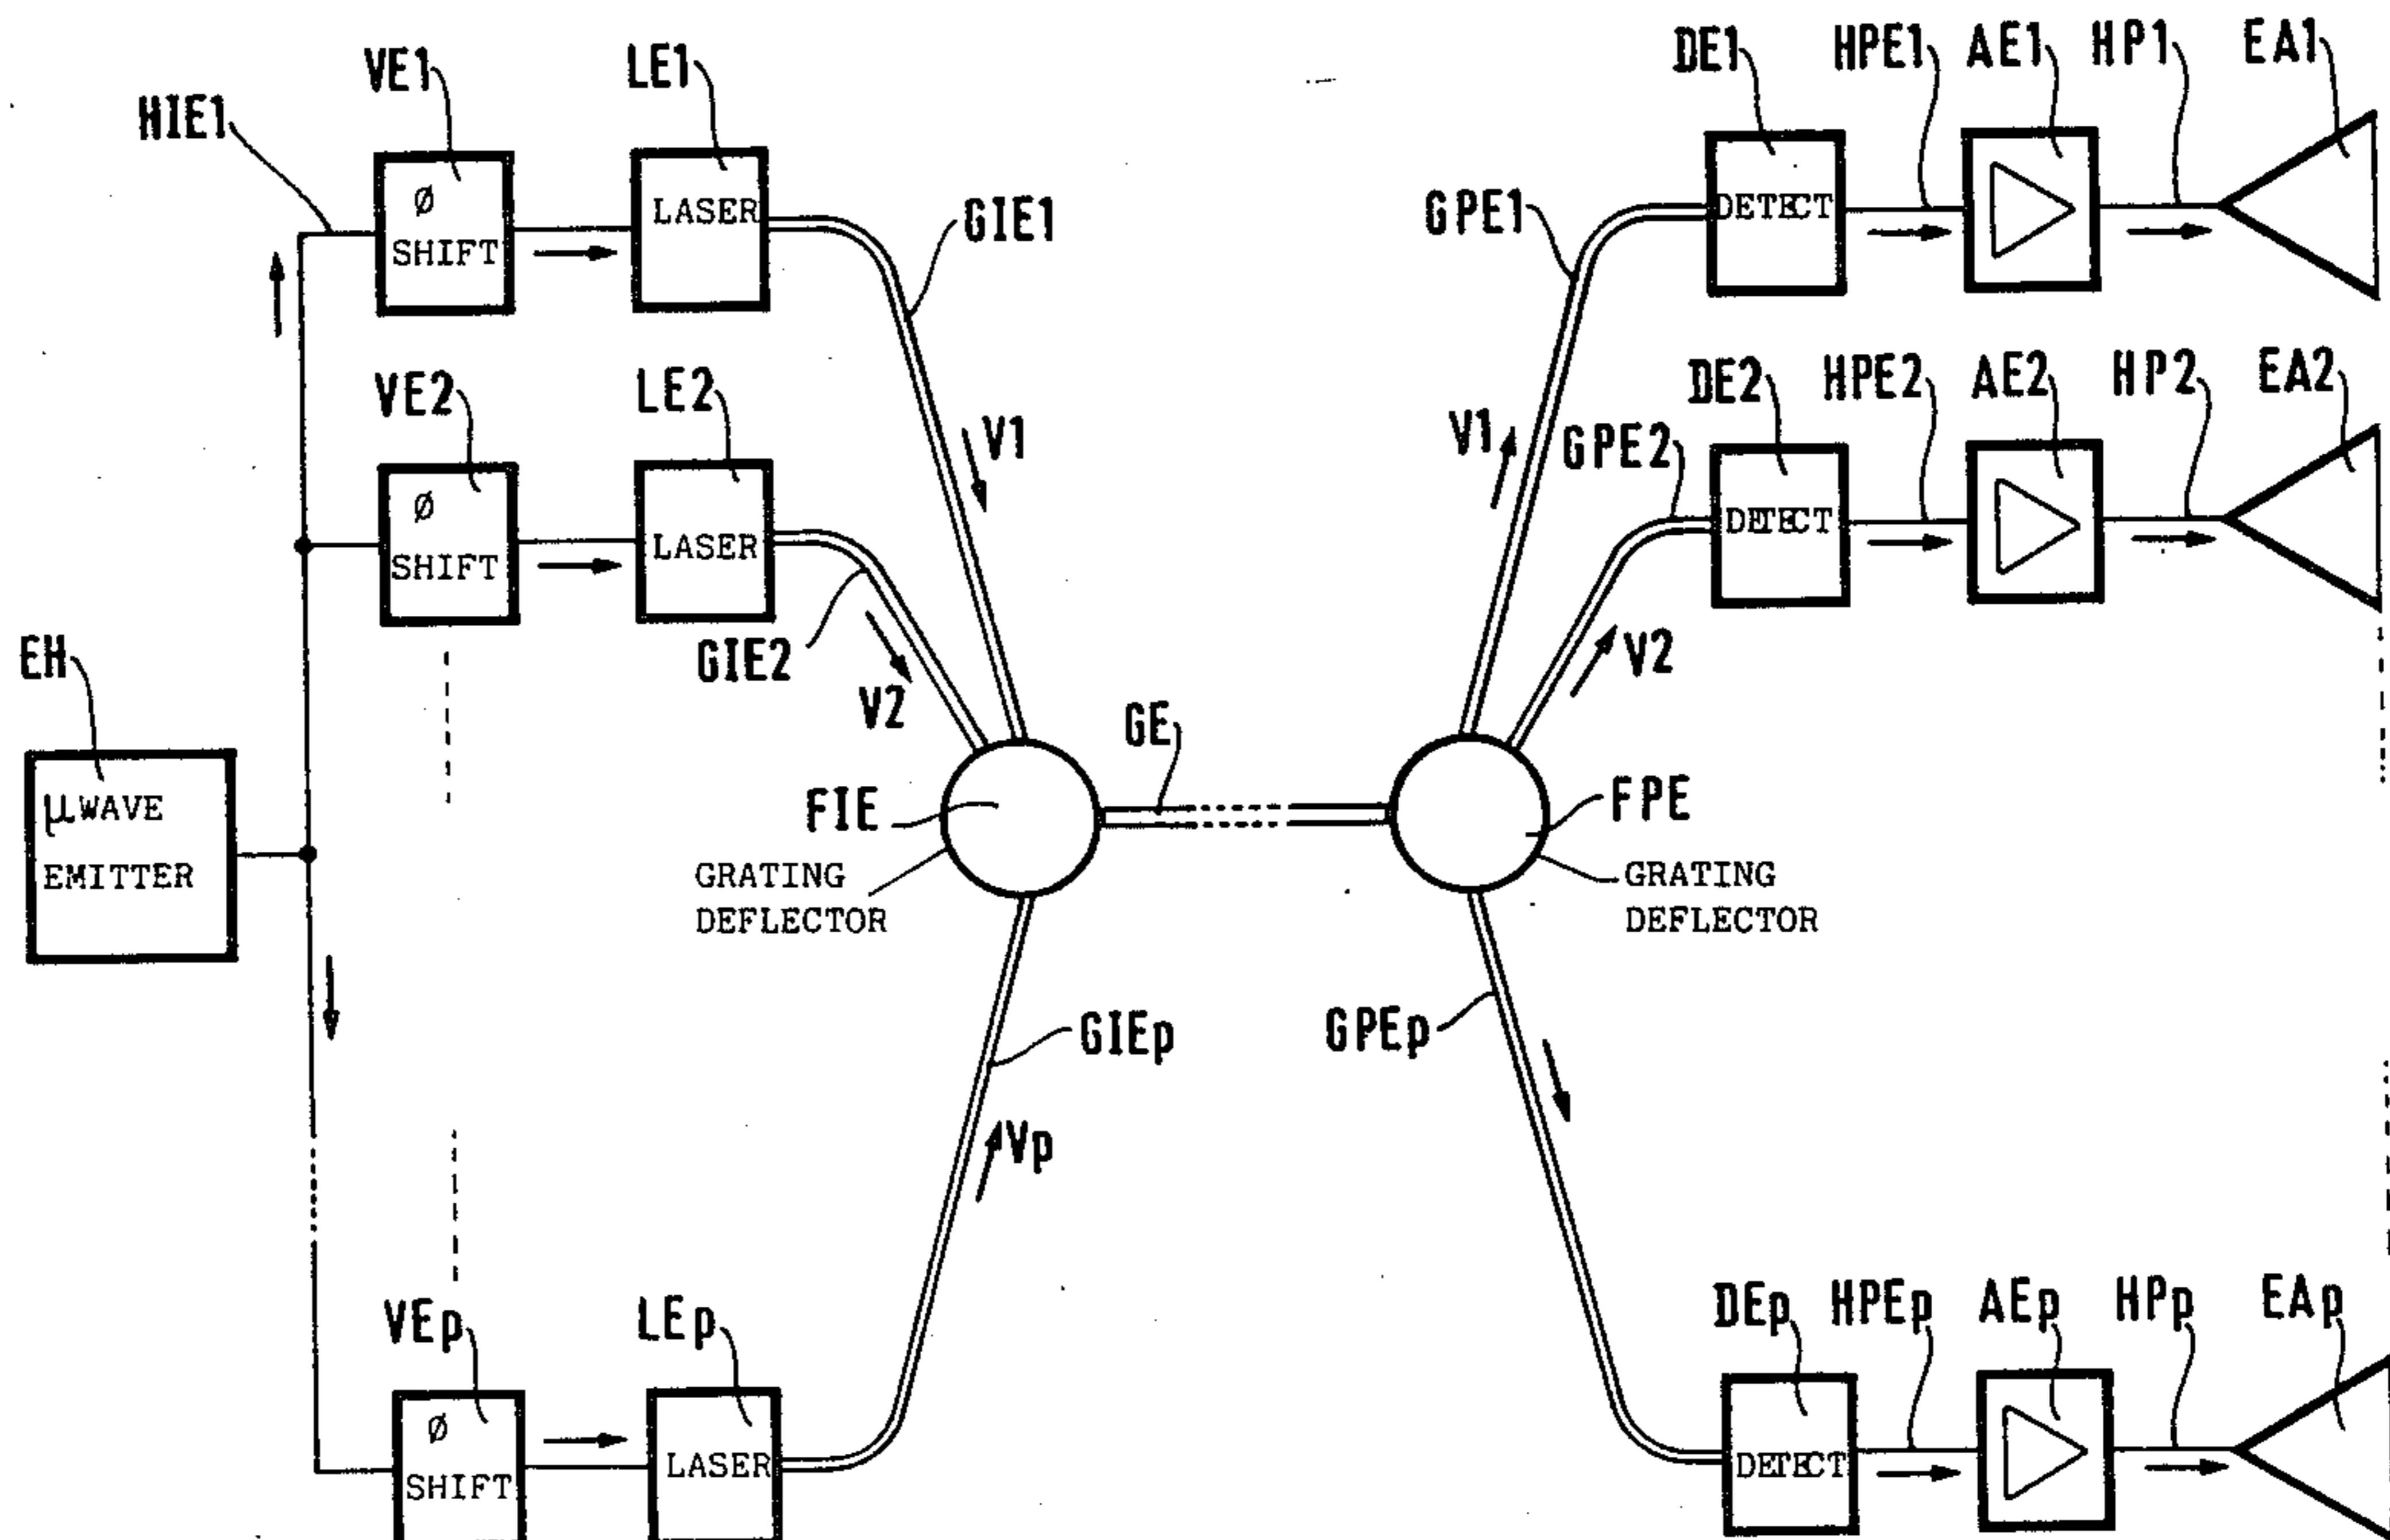 HIE1
VE1
LE1
Ø
SHIFT
LASER
GIE1
V1
VE2
LE2
Ø
SHIFT
LASER
GIE2
V2
EH
µWAVE
EMITTER
FIE
GRATING
DEFLECTOR
GE
GIEp
Vp
VEp
LEp
Ø
SHIFT
LASER
DE1
HPE1
AE1
HP1
EA1
GPE1
DETECT
V1
GPE2
DE2
HPE2
AE2
HP2
EA2
DETECT
V2
FPE
GRATING
DEFLECTOR
GPEp
DEp
HPEp
AEp
HPp
EAp
DETECT